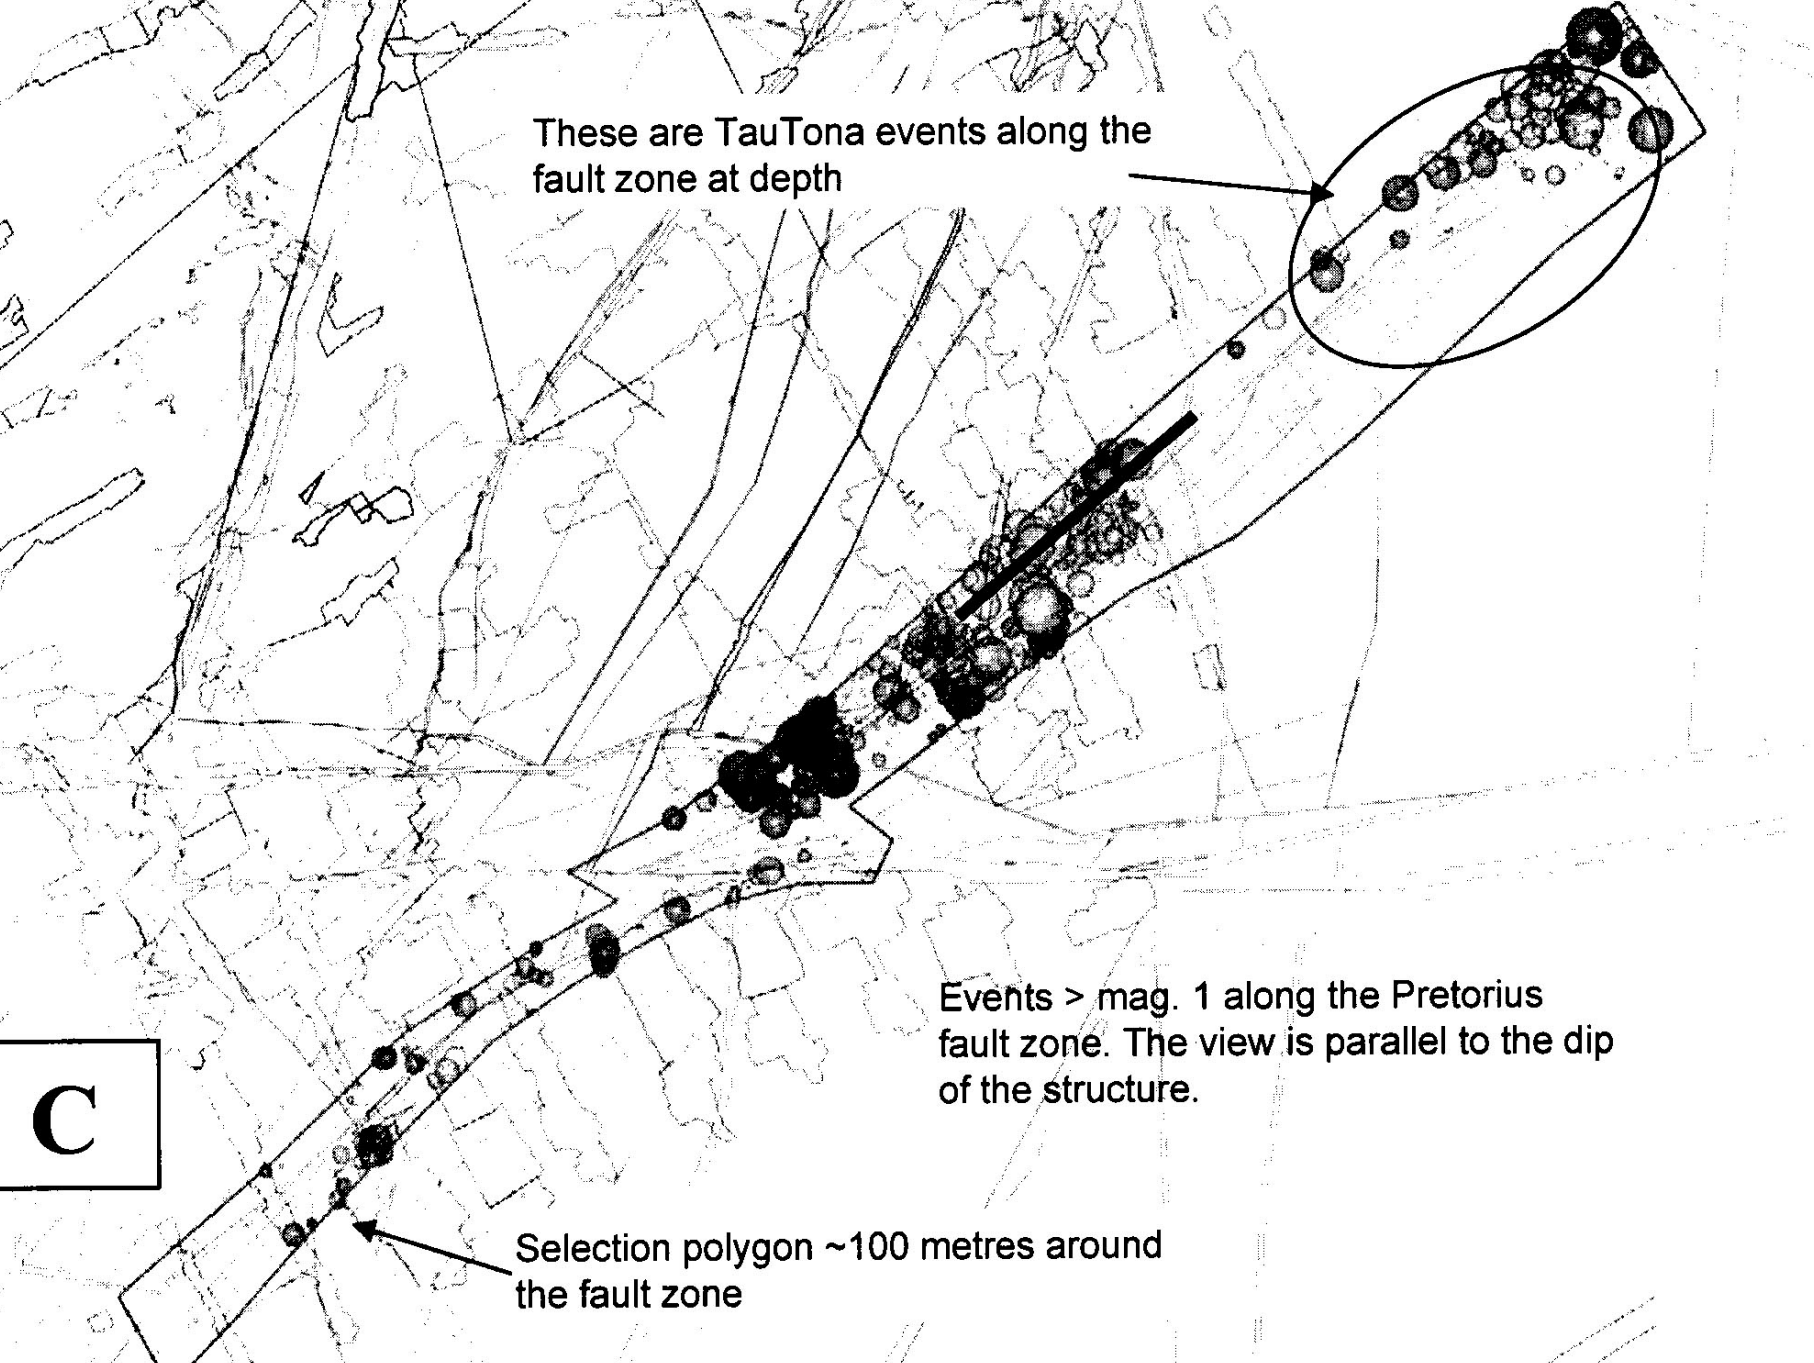 These are TauTona events along the
fault zone at depth
Events > mag. 1 along the Pretorius
fault zone. The view is parallel to the dip
of the structure.
C
Selection polygon ~100 metres around
the fault zone